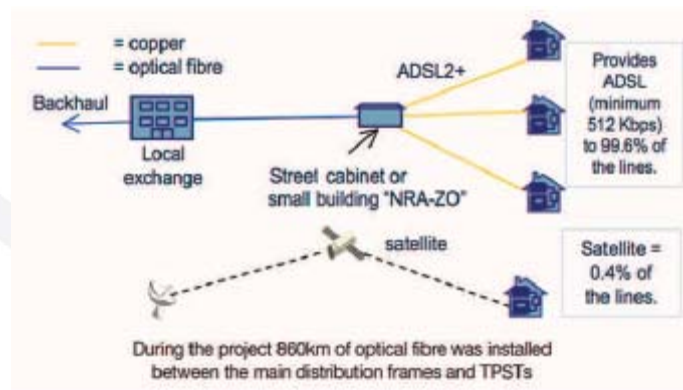 = copper
= optical fibre
Backhaul
Local
exchange
ADSL2+
Street cabinet or
small building "NRA-ZO"
Provides
ADSL
(minimum
512 Kbps)
to 99.6% of
the lines.
satellite
Satellite =
0.4% of
the lines.
During the project 860km of optical fibre was installed
between the main distribution frames and TPSTs